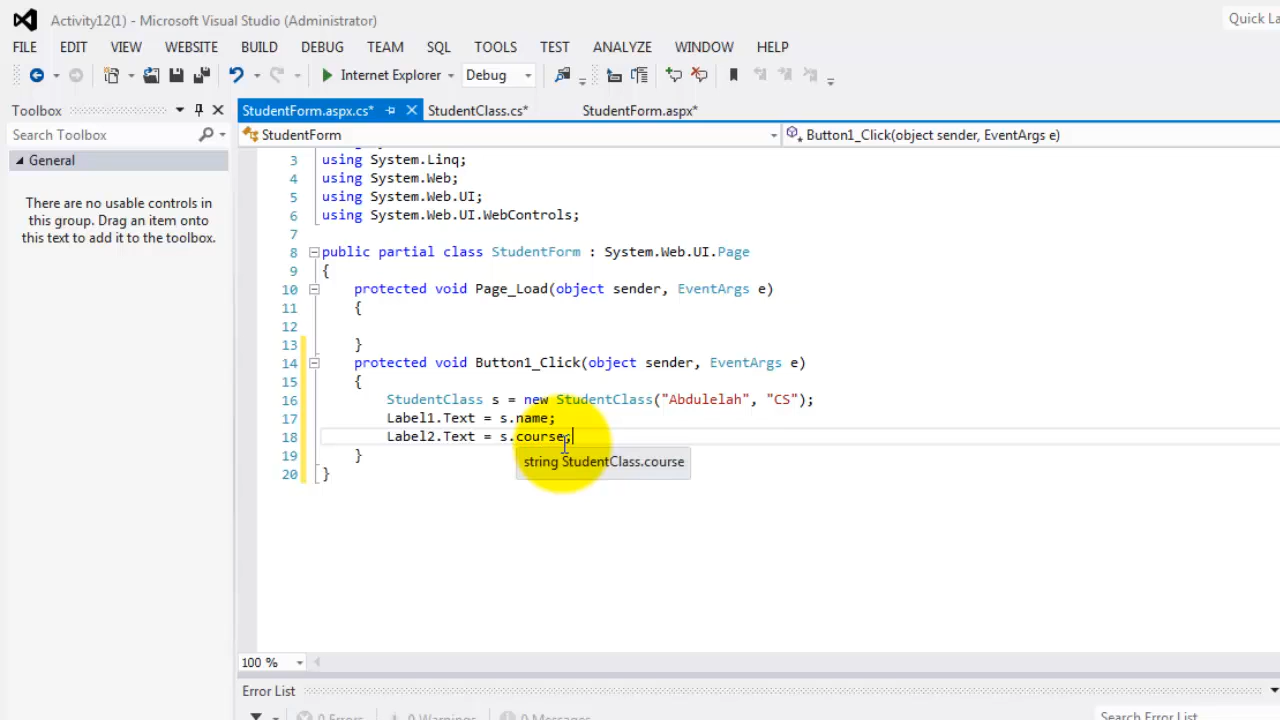 Activity12(1) - Microsoft Visual Studio (Administrator)
Quick La
FILE EDIT VIEW WEBSITE BUILD DEBUG TEAM SQL TOOLS TEST ANALYZE WINDOW HELP
Internet Explorer Debug
Toolbox
StudentForm.aspx.cs* StudentClass.cs* StudentForm.aspx*
Search Toolbox
StudentForm
Button1_Click(object sender, EventArgs e)
General
There are no usable controls in
this group. Drag an item onto
this text to add it to the toolbox.
3 using System.Linq;
4 using System.Web;
5 using System.Web.UI;
6 using System.Web.UI.WebControls;
7
8 public partial class StudentForm : System.Web.UI.Page
9 {
10 protected void Page_Load(object sender, EventArgs e)
11 {
12
13 }
14 protected void Button1_Click(object sender, EventArgs e)
15 {
16 StudentClass s = new StudentClass("Abdulelah", "CS");
17 Label1.Text = s.name;
18 Label2.Text = s.course;
19 }
20 }
string StudentClass.course
100 %
Error List
0 Errors 0 Warnings 0 Messages
Search Error List